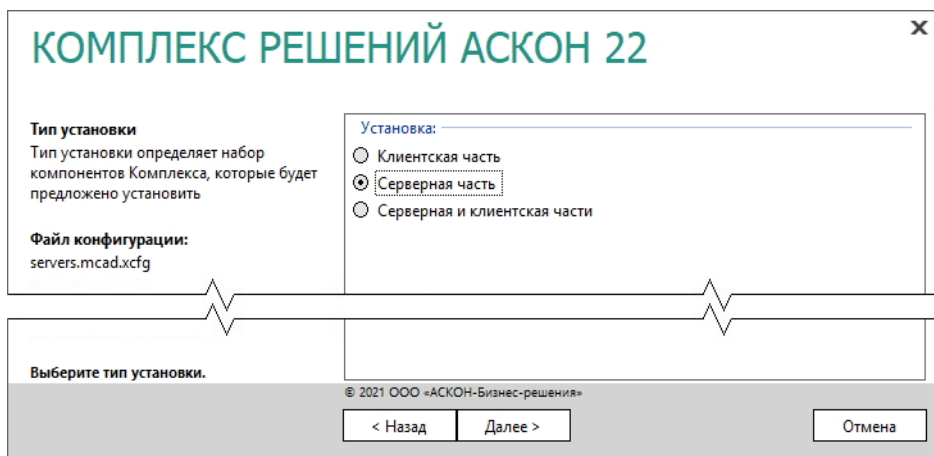 КОМПЛЕКС РЕШЕНИЙ АСКОН 22
x
Тип установки
Тип установки определяет набор
компонентов Комплекса, которые будет
предложено установить
Файл конфигурации:
servers.mcad.xcfg
Установка:
Клиентская часть
Серверная часть
Серверная и клиентская части
Выберите тип установки.
© 2021 ООО «АСКОН-Бизнес-решения»
< Назад
Далее >
Отмена